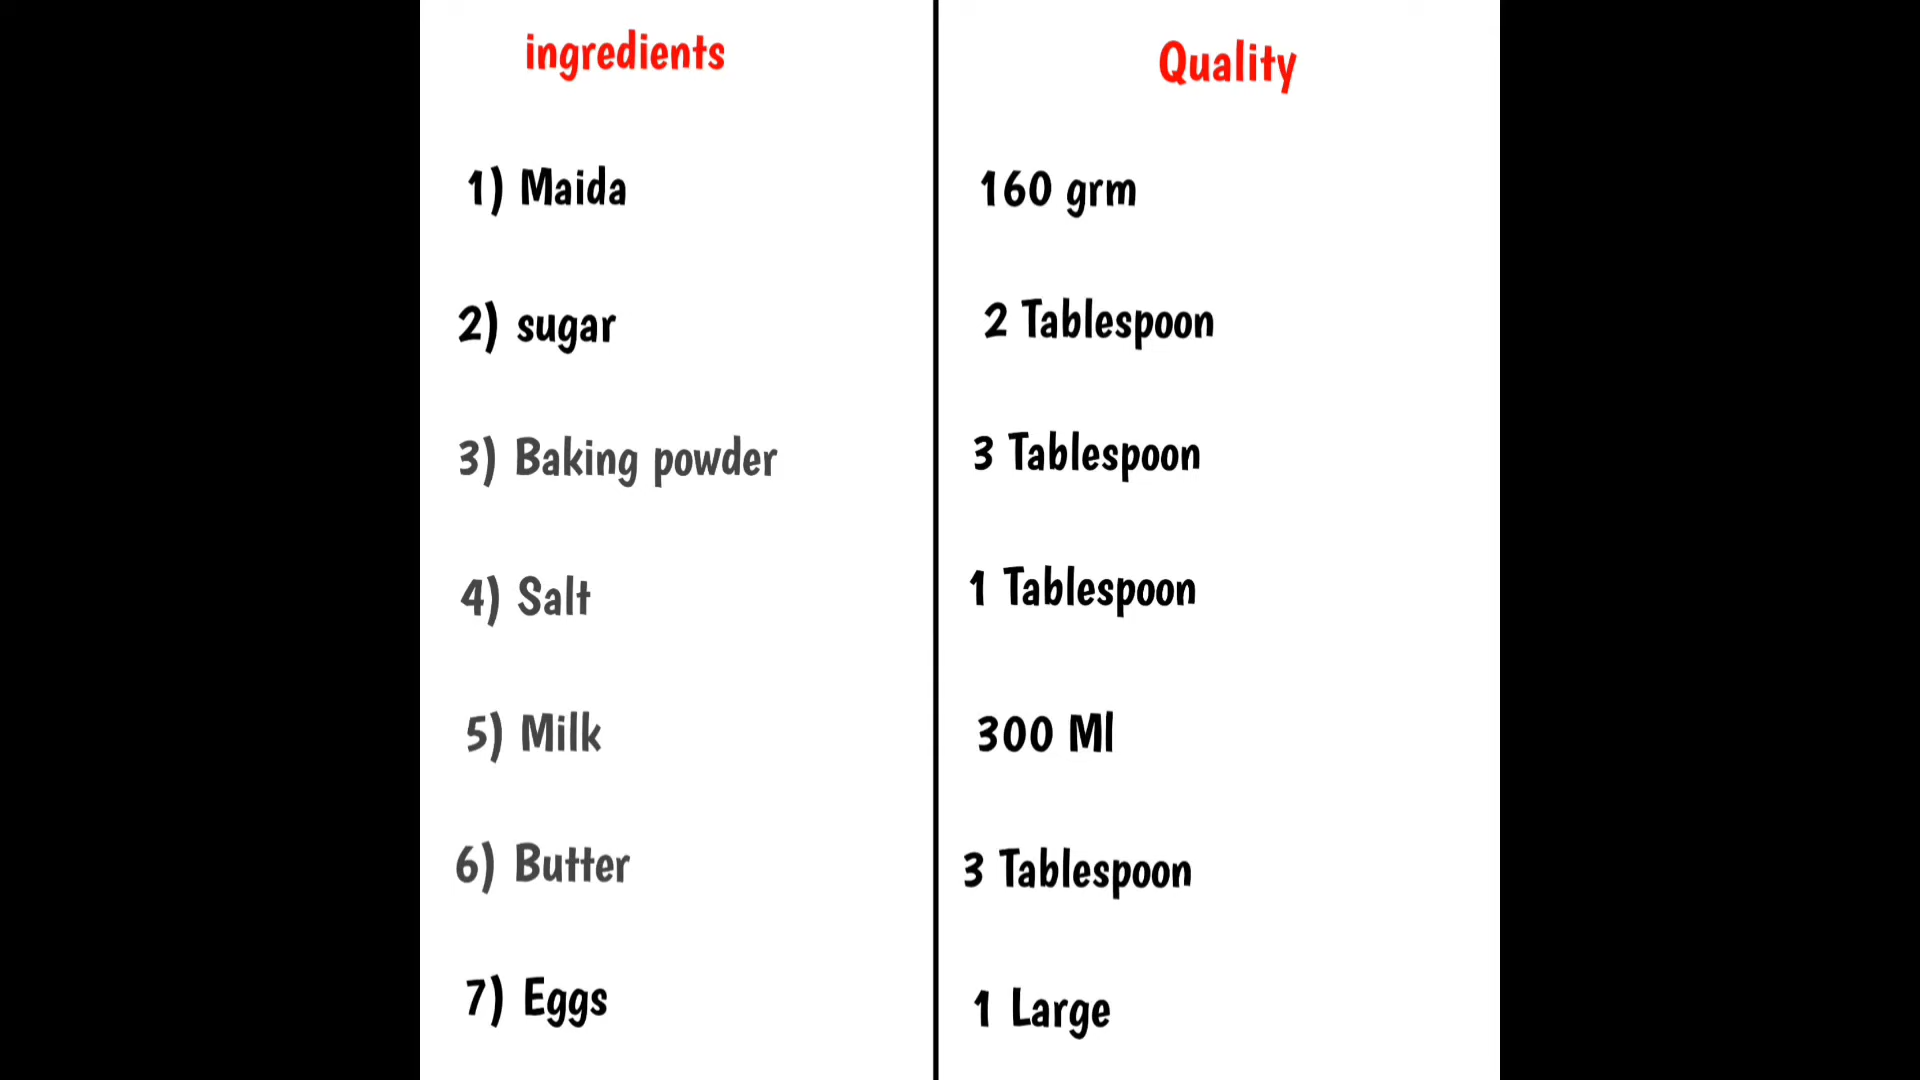 ingredients Quality
1) Maida 160 grm
2) sugar 2 Tablespoon
3) Baking powder 3 Tablespoon
4) Salt 1 Tablespoon
5) Milk 300 Ml
6) Butter 3 Tablespoon
7) Eggs 1 Large